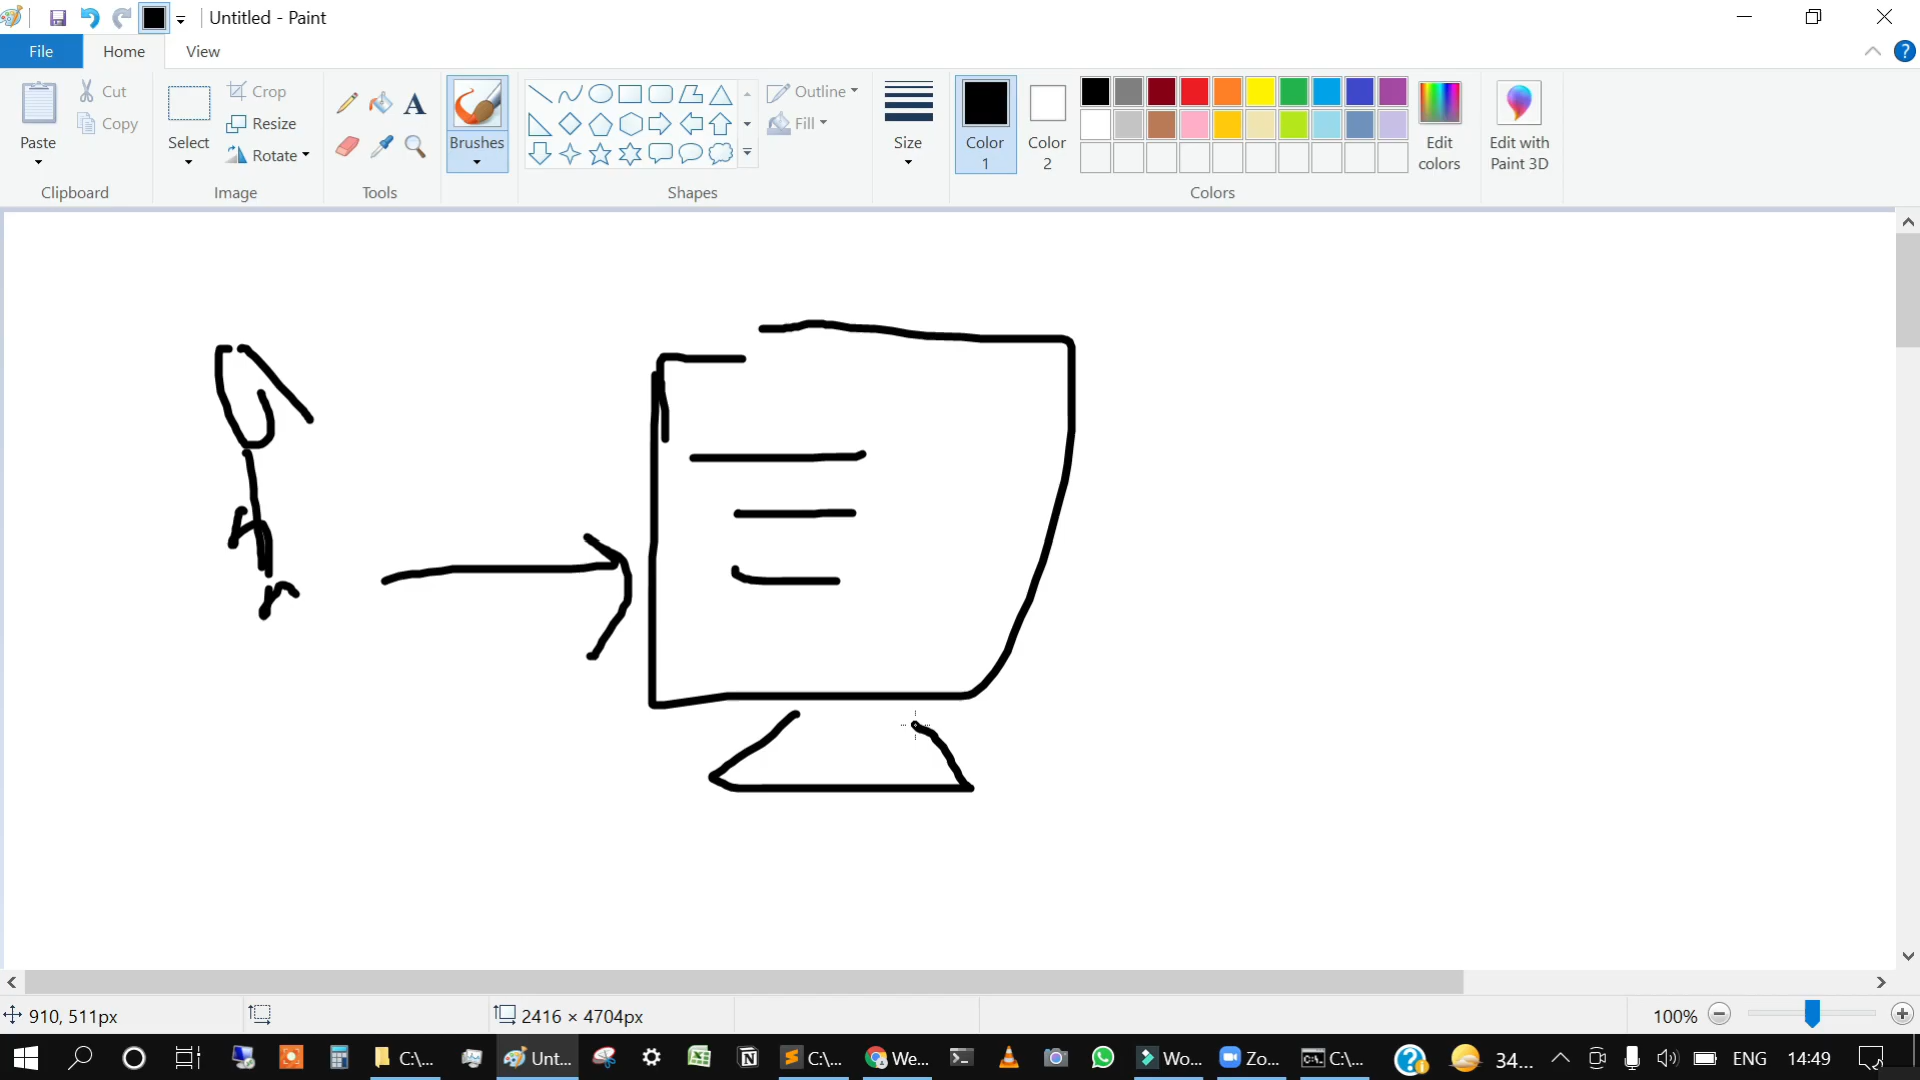 Untitled - Paint
File Home View
Paste Cut Copy Clipboard
Select Crop Resize Rotate Image
Tools
Brushes
Shapes
Outline Fill
Size
Color 1
Color 2
Edit colors
Colors
Edit with Paint 3D
910, 511px
2416 × 4704px
100%
C:\...
Unt...
C:\...
We...
Wo...
Zo...
C:\...
34...
ENG
14:49